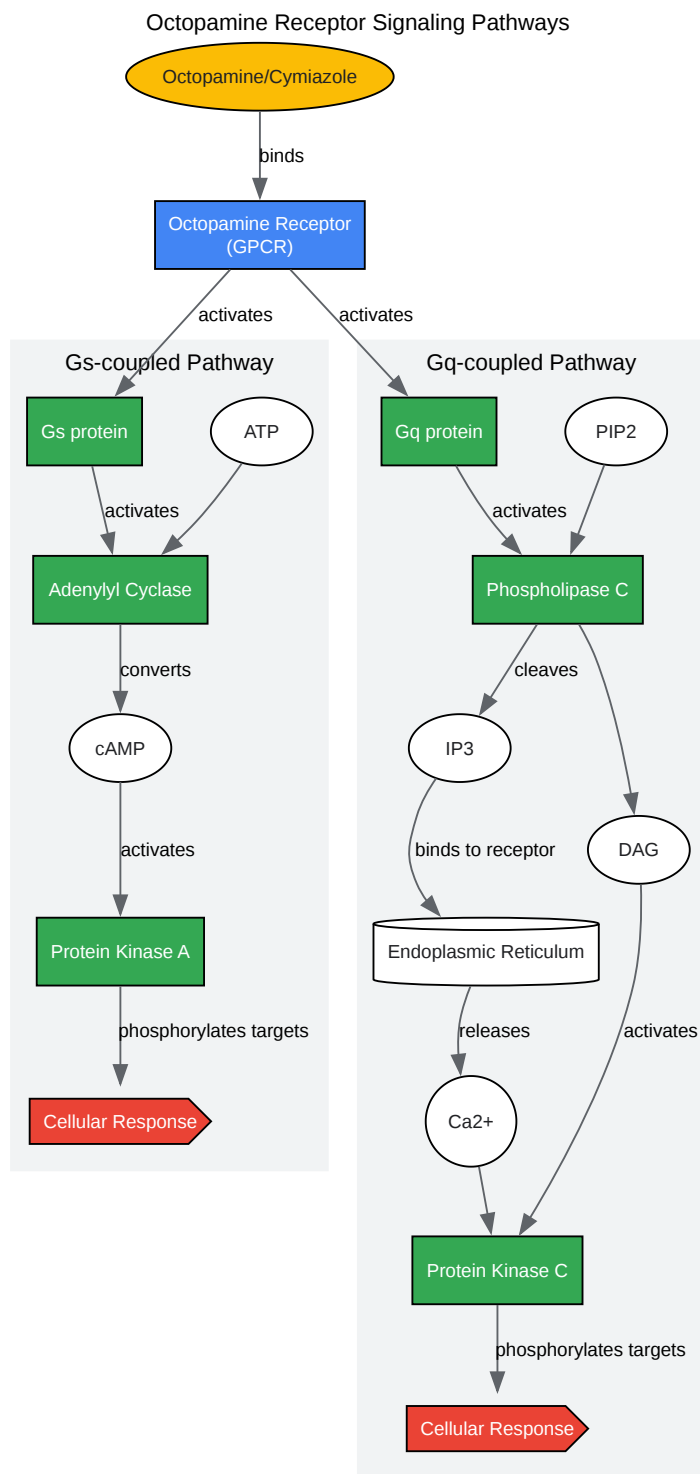 Octopamine Receptor Signaling Pathways
Octopamine/Cymiazole
binds
Octopamine Receptor
(GPCR)
activates
activates
Gs-coupled Pathway
Gs protein
ATP
activates
Adenylyl Cyclase
converts
cAMP
activates
Protein Kinase A
phosphorylates targets
Cellular Response
Gq-coupled Pathway
Gq protein
PIP2
activates
Phospholipase C
cleaves
IP3
DAG
binds to receptor
Endoplasmic Reticulum
releases
activates
Ca2+
Protein Kinase C
phosphorylates targets
Cellular Response